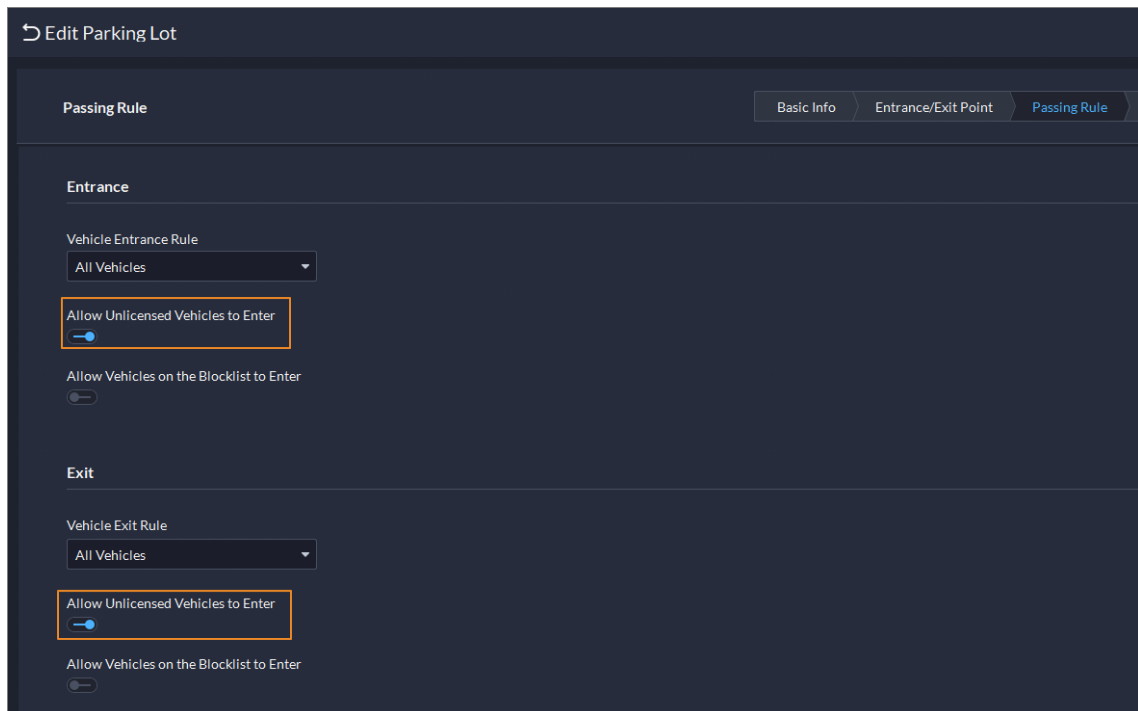 Edit Parking Lot
Passing Rule
Basic Info
Entrance/Exit Point
Passing Rule
Entrance
Vehicle Entrance Rule
All Vehicles
Allow Unlicensed Vehicles to Enter
Allow Vehicles on the Blocklist to Enter
Exit
Vehicle Exit Rule
All Vehicles
Allow Unlicensed Vehicles to Enter
Allow Vehicles on the Blocklist to Enter